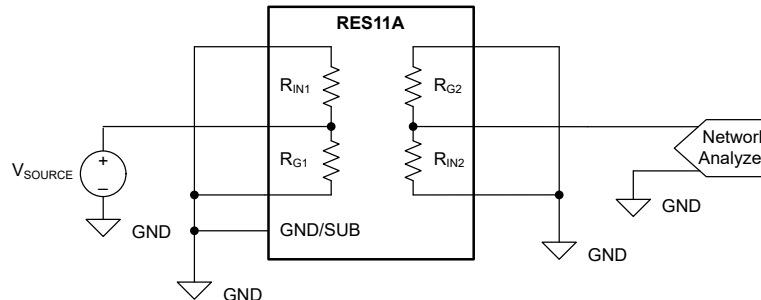 RES11A
R_IN1
R_G2
R_G1
R_IN2
V_SOURCE
+
–
GND
GND/SUB
GND
GND
GND
Network
Analyze